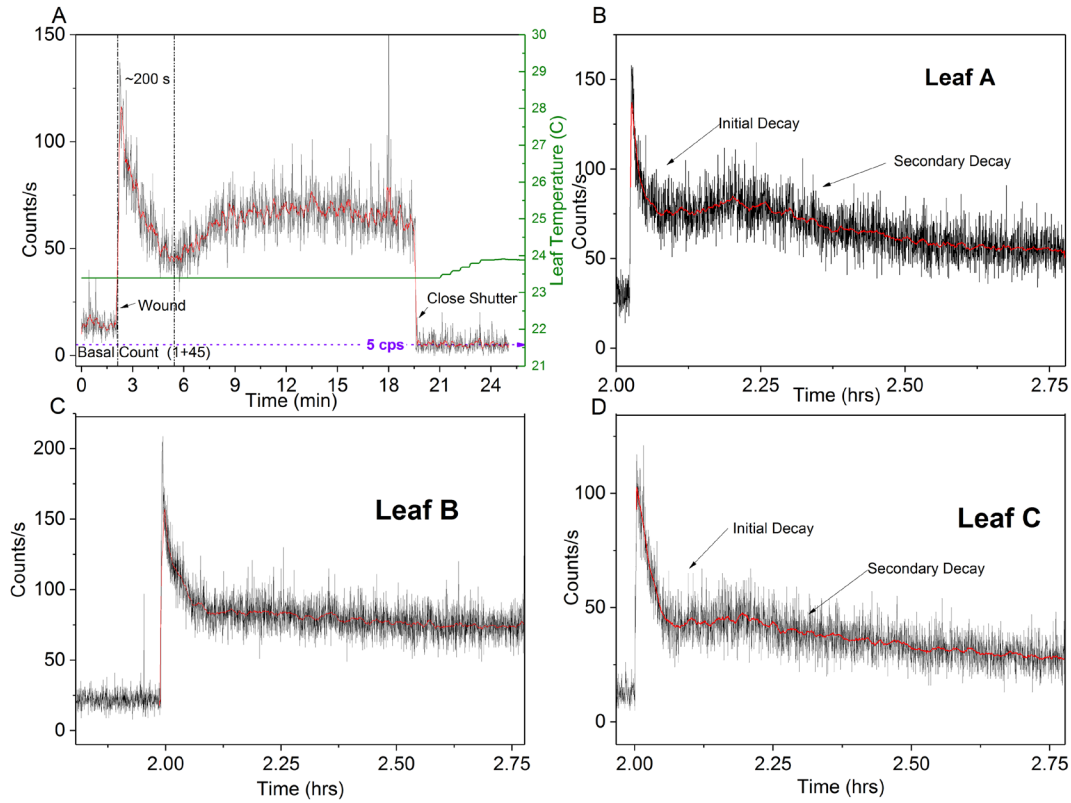 A
150
100
50
0
Counts/s
~200 s
Wound
Close Shutter
5 cps
Basal Count (1+45)
0 3 6 9 12 15 18 21 24
Time (min)
30
29
28
27
26
25
24
23
22
21
Leaf Temperature (C)
B
150
100
50
0
Counts/s
Leaf A
Initial Decay
Secondary Decay
2.00 2.25 2.50 2.75
Time (hrs)
C
200
150
100
50
0
Counts/s
Leaf B
2.00 2.25 2.50 2.75
Time (hrs)
D
100
50
0
Counts/s
Leaf C
Initial Decay
Secondary Decay
2.00 2.25 2.50 2.75
Time (hrs)